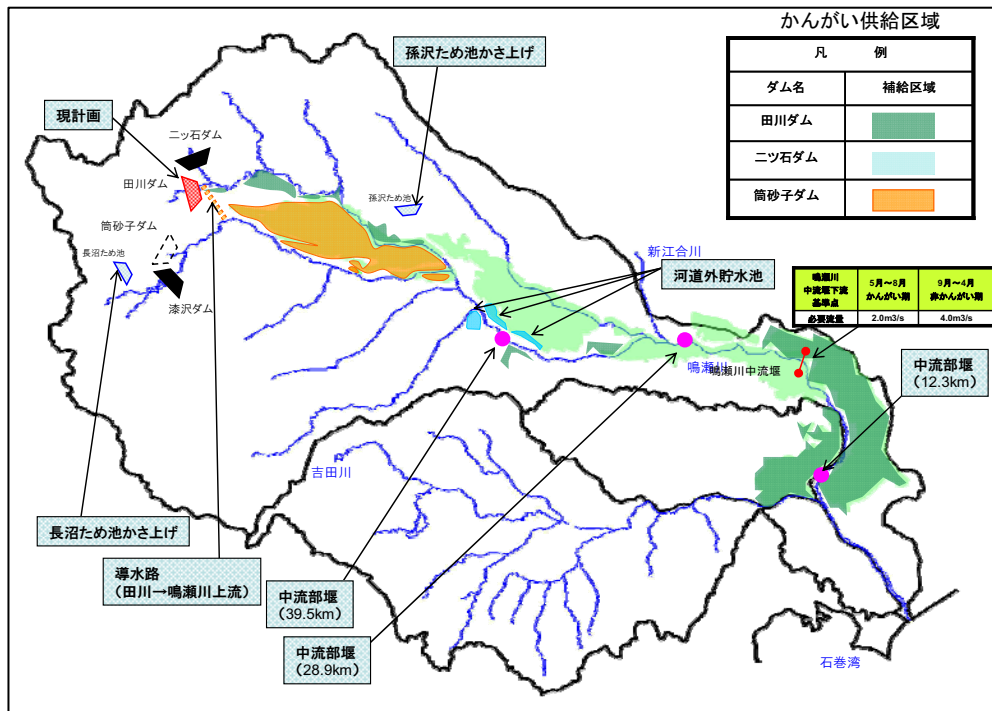 かんがい供給区域
凡 例
ダム名 補給区域
田川ダム
二ッ石ダム
筒砂子ダム
孫沢ため池かさ上げ
現計画
二ッ石ダム
田川ダム
孫沢ため池
筒砂子ダム
長沼ため池
漆沢ダム
新江合川
河道外貯水池
鳴瀬川
中流堰下流
基準点
5月~8月
かんがい期
9月~4月
非かんがい期
必要流量 2.0m3/s 4.0m3/s
鳴瀬川
鳴瀬川中流堰
中流部堰
(12.3km)
吉田川
長沼ため池かさ上げ
導水路
(田川→鳴瀬川上流)
中流部堰
(39.5km)
中流部堰
(28.9km)
石巻湾